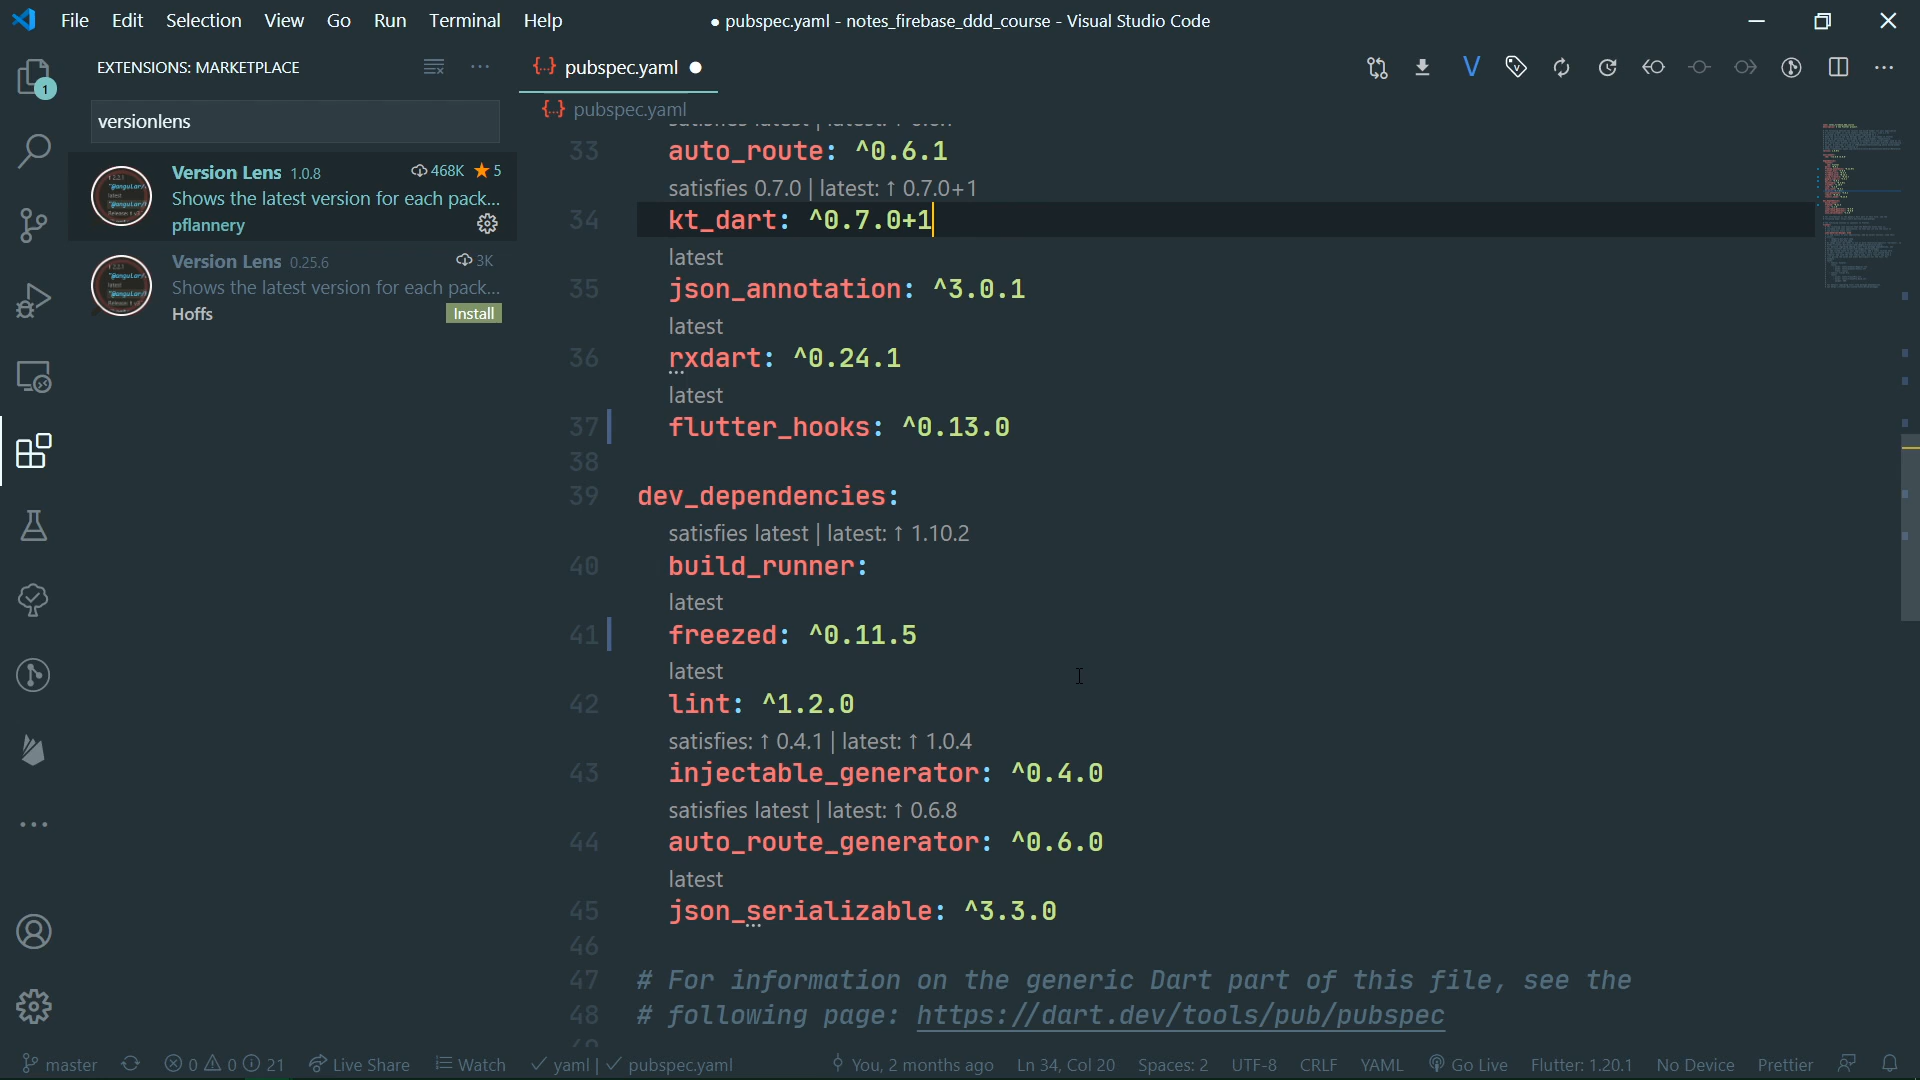 File Edit Selection View Go Run Terminal Help
● pubspec.yaml - notes_firebase_ddd_course - Visual Studio Code
EXTENSIONS: MARKETPLACE
versionlens
Version Lens 1.0.8 468K ★ 5
Shows the latest version for each pack...
pflannery
Version Lens 0.25.6 3K
Shows the latest version for each pack...
Hoffs Install
1
{..} pubspec.yaml ●
{..} pubspec.yaml
33 auto_route: ^0.6.1
satisfies 0.7.0 | latest: ↑ 0.7.0+1
34 kt_dart: ^0.7.0+1
latest
35 json_annotation: ^3.0.1
latest
36 rxdart: ^0.24.1
latest
37 flutter_hooks: ^0.13.0
38
39 dev_dependencies:
satisfies latest | latest: ↑ 1.10.2
40 build_runner:
latest
41 freezed: ^0.11.5
latest
42 lint: ^1.2.0
satisfies: ↑ 0.4.1 | latest: ↑ 1.0.4
43 injectable_generator: ^0.4.0
satisfies latest | latest: ↑ 0.6.8
44 auto_route_generator: ^0.6.0
latest
45 json_serializable: ^3.3.0
46
47 # For information on the generic Dart part of this file, see the
48 # following page: https://dart.dev/tools/pub/pubspec
master 0 0 21 Live Share Watch ✓ yaml | ✓ pubspec.yaml You, 2 months ago Ln 34, Col 20 Spaces: 2 UTF-8 CRLF YAML Go Live Flutter: 1.20.1 No Device Prettier